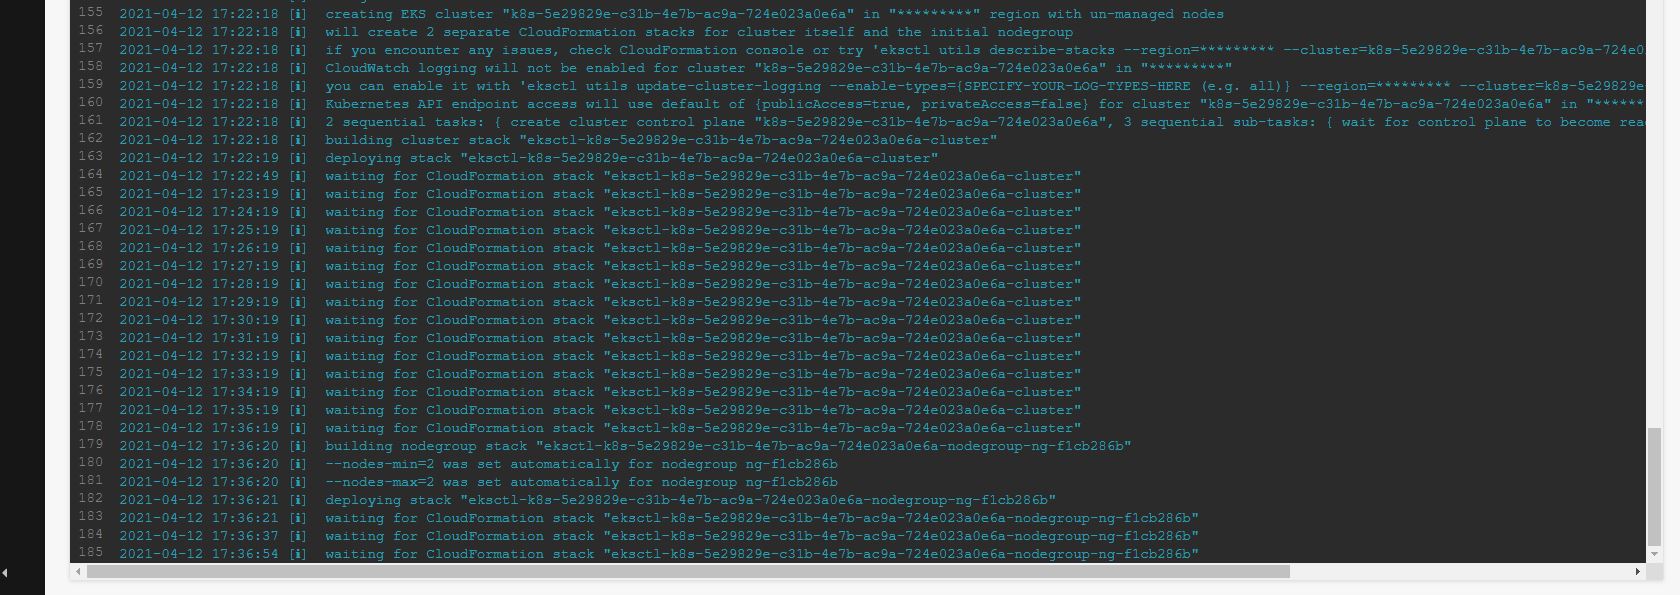 155 2021-04-12 17:22:18 [ℹ] creating EKS cluster "k8s-5e29829e-c31b-4e7b-ac9a-724e023a0e6a" in "*********" region with un-managed nodes
156 2021-04-12 17:22:18 [ℹ] will create 2 separate CloudFormation stacks for cluster itself and the initial nodegroup
157 2021-04-12 17:22:18 [ℹ] if you encounter any issues, check CloudFormation console or try 'eksctl utils describe-stacks --region=********* --cluster=k8s-5e29829e-c31b-4e7b-ac9a-724e0
158 2021-04-12 17:22:18 [ℹ] CloudWatch logging will not be enabled for cluster "k8s-5e29829e-c31b-4e7b-ac9a-724e023a0e6a" in "*********"
159 2021-04-12 17:22:18 [ℹ] you can enable it with 'eksctl utils update-cluster-logging --enable-types={SPECIFY-YOUR-LOG-TYPES-HERE (e.g. all)} --region=********* --cluster=k8s-5e29829e
160 2021-04-12 17:22:18 [ℹ] Kubernetes API endpoint access will use default of {publicAccess=true, privateAccess=false} for cluster "k8s-5e29829e-c31b-4e7b-ac9a-724e023a0e6a" in "******
161 2021-04-12 17:22:18 [ℹ] 2 sequential tasks: { create cluster control plane "k8s-5e29829e-c31b-4e7b-ac9a-724e023a0e6a", 3 sequential sub-tasks: { wait for control plane to become rea
162 2021-04-12 17:22:18 [ℹ] building cluster stack "eksctl-k8s-5e29829e-c31b-4e7b-ac9a-724e023a0e6a-cluster"
163 2021-04-12 17:22:19 [ℹ] deploying stack "eksctl-k8s-5e29829e-c31b-4e7b-ac9a-724e023a0e6a-cluster"
164 2021-04-12 17:22:49 [ℹ] waiting for CloudFormation stack "eksctl-k8s-5e29829e-c31b-4e7b-ac9a-724e023a0e6a-cluster"
165 2021-04-12 17:23:19 [ℹ] waiting for CloudFormation stack "eksctl-k8s-5e29829e-c31b-4e7b-ac9a-724e023a0e6a-cluster"
166 2021-04-12 17:24:19 [ℹ] waiting for CloudFormation stack "eksctl-k8s-5e29829e-c31b-4e7b-ac9a-724e023a0e6a-cluster"
167 2021-04-12 17:25:19 [ℹ] waiting for CloudFormation stack "eksctl-k8s-5e29829e-c31b-4e7b-ac9a-724e023a0e6a-cluster"
168 2021-04-12 17:26:19 [ℹ] waiting for CloudFormation stack "eksctl-k8s-5e29829e-c31b-4e7b-ac9a-724e023a0e6a-cluster"
169 2021-04-12 17:27:19 [ℹ] waiting for CloudFormation stack "eksctl-k8s-5e29829e-c31b-4e7b-ac9a-724e023a0e6a-cluster"
170 2021-04-12 17:28:19 [ℹ] waiting for CloudFormation stack "eksctl-k8s-5e29829e-c31b-4e7b-ac9a-724e023a0e6a-cluster"
171 2021-04-12 17:29:19 [ℹ] waiting for CloudFormation stack "eksctl-k8s-5e29829e-c31b-4e7b-ac9a-724e023a0e6a-cluster"
172 2021-04-12 17:30:19 [ℹ] waiting for CloudFormation stack "eksctl-k8s-5e29829e-c31b-4e7b-ac9a-724e023a0e6a-cluster"
173 2021-04-12 17:31:19 [ℹ] waiting for CloudFormation stack "eksctl-k8s-5e29829e-c31b-4e7b-ac9a-724e023a0e6a-cluster"
174 2021-04-12 17:32:19 [ℹ] waiting for CloudFormation stack "eksctl-k8s-5e29829e-c31b-4e7b-ac9a-724e023a0e6a-cluster"
175 2021-04-12 17:33:19 [ℹ] waiting for CloudFormation stack "eksctl-k8s-5e29829e-c31b-4e7b-ac9a-724e023a0e6a-cluster"
176 2021-04-12 17:34:19 [ℹ] waiting for CloudFormation stack "eksctl-k8s-5e29829e-c31b-4e7b-ac9a-724e023a0e6a-cluster"
177 2021-04-12 17:35:19 [ℹ] waiting for CloudFormation stack "eksctl-k8s-5e29829e-c31b-4e7b-ac9a-724e023a0e6a-cluster"
178 2021-04-12 17:36:19 [ℹ] waiting for CloudFormation stack "eksctl-k8s-5e29829e-c31b-4e7b-ac9a-724e023a0e6a-cluster"
179 2021-04-12 17:36:20 [ℹ] building nodegroup stack "eksctl-k8s-5e29829e-c31b-4e7b-ac9a-724e023a0e6a-nodegroup-ng-f1cb286b"
180 2021-04-12 17:36:20 [ℹ] --nodes-min=2 was set automatically for nodegroup ng-f1cb286b
181 2021-04-12 17:36:20 [ℹ] --nodes-max=2 was set automatically for nodegroup ng-f1cb286b
182 2021-04-12 17:36:21 [ℹ] deploying stack "eksctl-k8s-5e29829e-c31b-4e7b-ac9a-724e023a0e6a-nodegroup-ng-f1cb286b"
183 2021-04-12 17:36:21 [ℹ] waiting for CloudFormation stack "eksctl-k8s-5e29829e-c31b-4e7b-ac9a-724e023a0e6a-nodegroup-ng-f1cb286b"
184 2021-04-12 17:36:37 [ℹ] waiting for CloudFormation stack "eksctl-k8s-5e29829e-c31b-4e7b-ac9a-724e023a0e6a-nodegroup-ng-f1cb286b"
185 2021-04-12 17:36:54 [ℹ] waiting for CloudFormation stack "eksctl-k8s-5e29829e-c31b-4e7b-ac9a-724e023a0e6a-nodegroup-ng-f1cb286b"